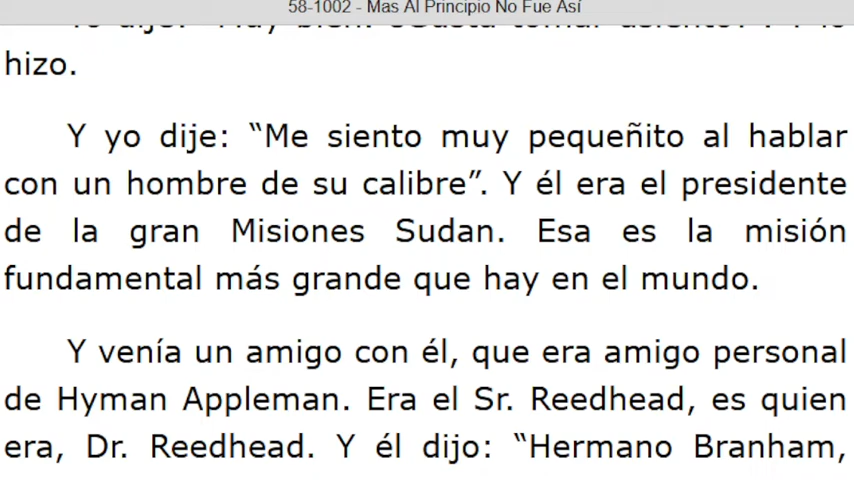 58-1002 - Mas Al Principio No Fue Así
hizo.
Y yo dije: “Me siento muy pequeñito al hablar
con un hombre de su calibre”. Y él era el presidente
de la gran Misiones Sudan. Esa es la misión
fundamental más grande que hay en el mundo.
Y venía un amigo con él, que era amigo personal
de Hyman Appleman. Era el Sr. Reedhead, es quien
era, Dr. Reedhead. Y él dijo: “Hermano Branham,